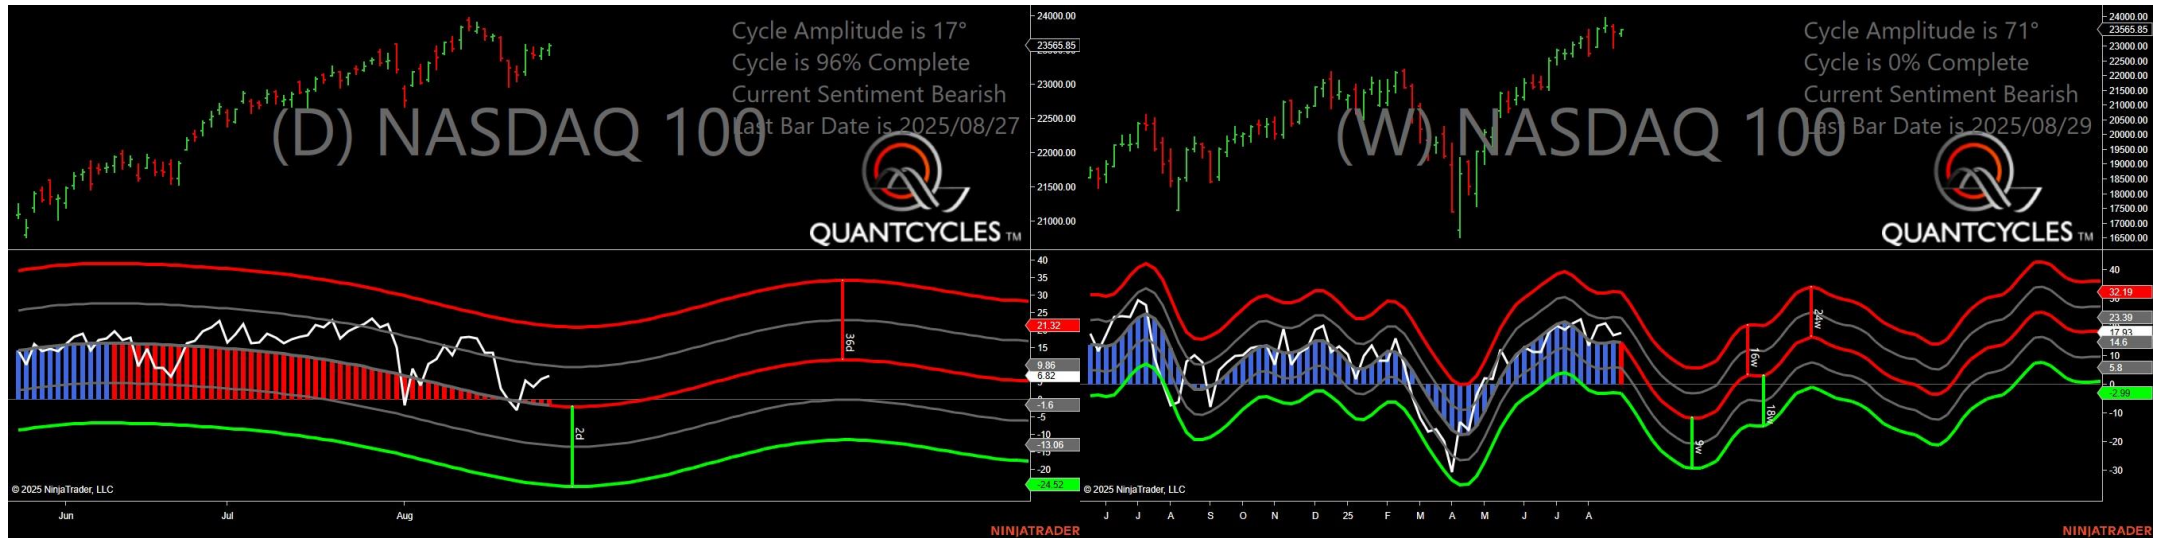 Cycle Amplitude is 17°
Cycle is 96% Complete
Current Sentiment Bearish
Last Bar Date is 2025/08/27
(D) NASDAQ 100
QUANTCYCLES TM
24000.00
23565.85
23000.00
22500.00
22000.00
21500.00
21000.00
40
35
30
25
21.32
15
9.86
6.82
-1.6
-5
-10
-13.06
-20
-24.52
36d
2d
© 2025 NinjaTrader, LLC
Jun
Jul
Aug
NINJATRADER
Cycle Amplitude is 71°
Cycle is 0% Complete
Current Sentiment Bearish
Last Bar Date is 2025/08/29
(W) NASDAQ 100
QUANTCYCLES TM
24000.00
23565.85
23000.00
22500.00
22000.00
21500.00
21000.00
20500.00
20000.00
19500.00
19000.00
18500.00
18000.00
17500.00
17000.00
16500.00
40
32.19
23.39
17.93
14.6
10
5.8
0
-2.99
-10
-20
-30
16w
24w
18w
9w
© 2025 NinjaTrader, LLC
J
J
A
S
O
N
D
25
F
M
A
M
J
J
A
NINJATRADER